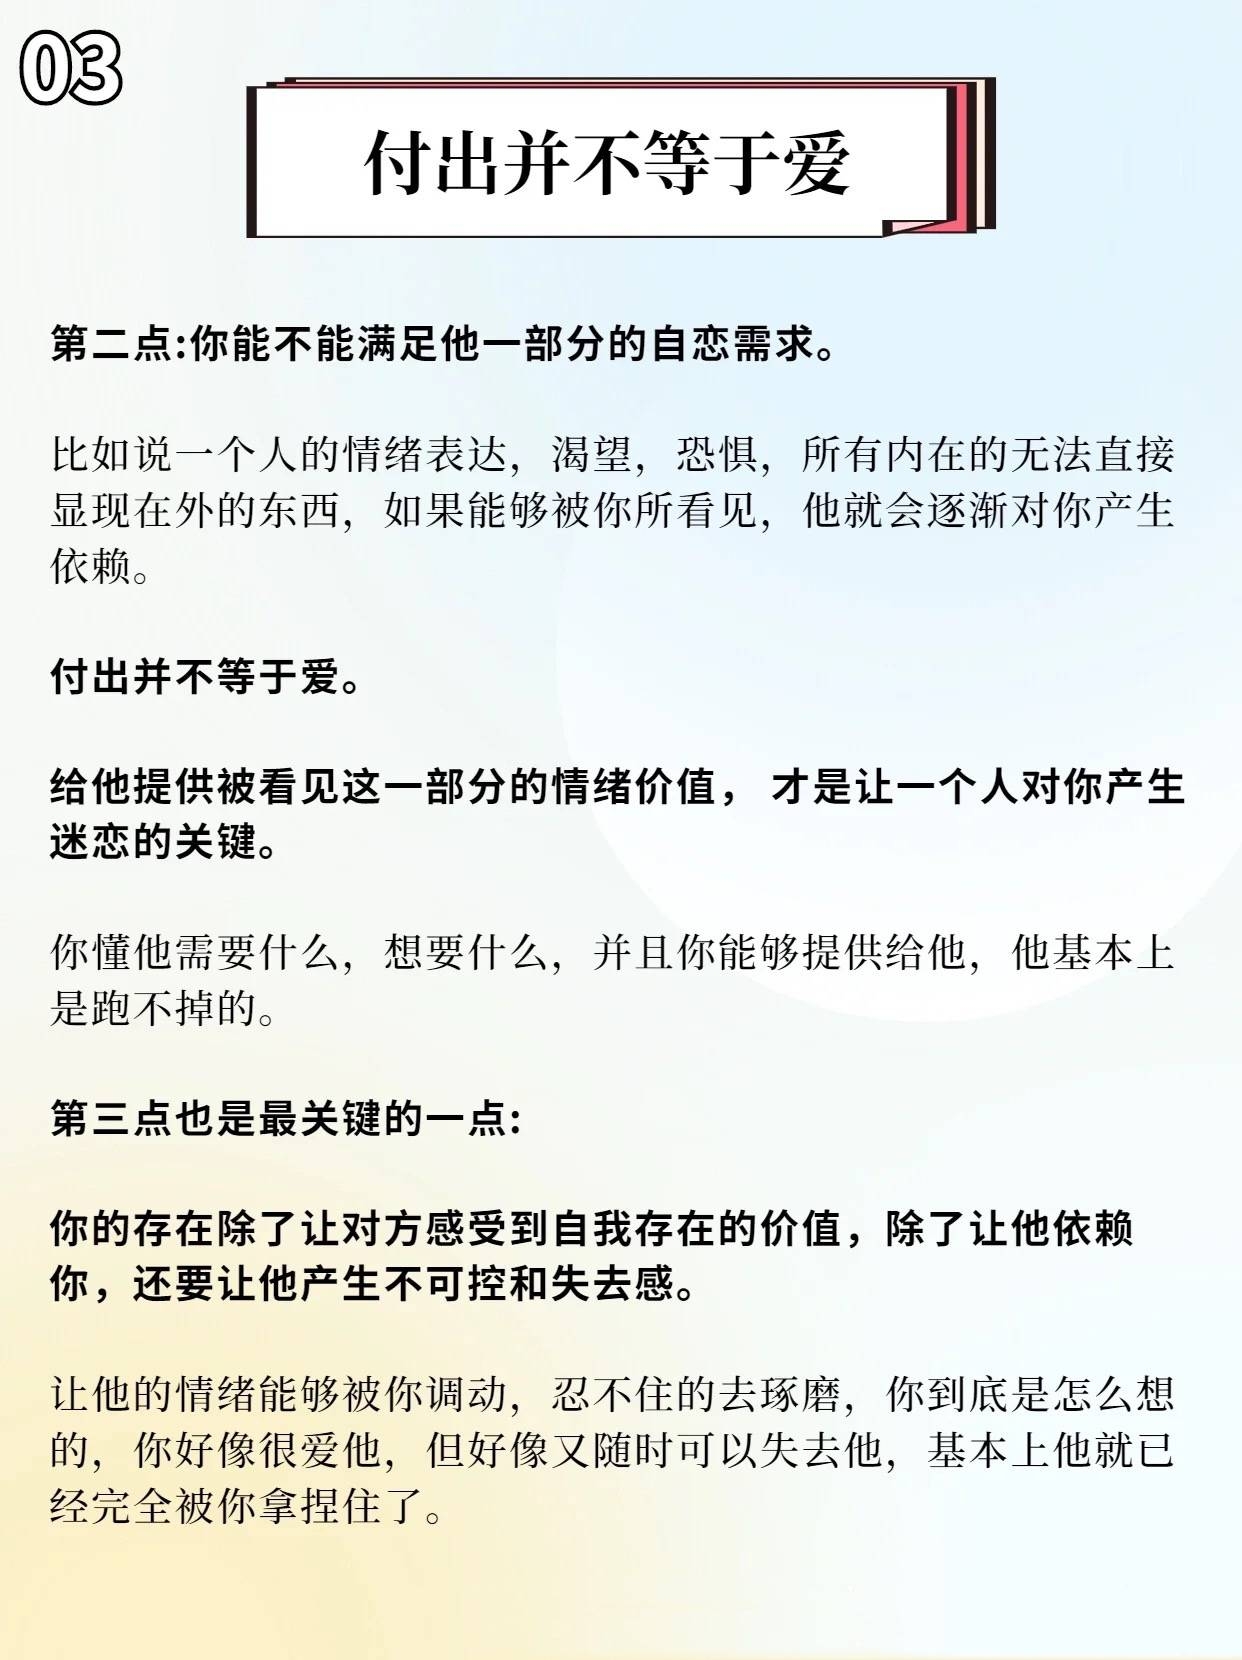 03
付出并不等于爱
第二点:你能不能满足他一部分的自恋需求。
比如说一个人的情绪表达，渴望，恐惧，所有内在的无法直接
显现在外的东西，如果能够被你所看见，他就会逐渐对你产生
依赖。
付出并不等于爱。
给他提供被看见这一部分的情绪价值， 才是让一个人对你产生
迷恋的关键。
你懂他需要什么，想要什么，并且你能够提供给他，他基本上
是跑不掉的。
第三点也是最关键的一点:
你的存在除了让对方感受到自我存在的价值，除了让他依赖
你，还要让他产生不可控和失去感。
让他的情绪能够被你调动，忍不住的去琢磨，你到底是怎么想
的，你好像很爱他，但好像又随时可以失去他，基本上他就已
经完全被你拿捏住了。